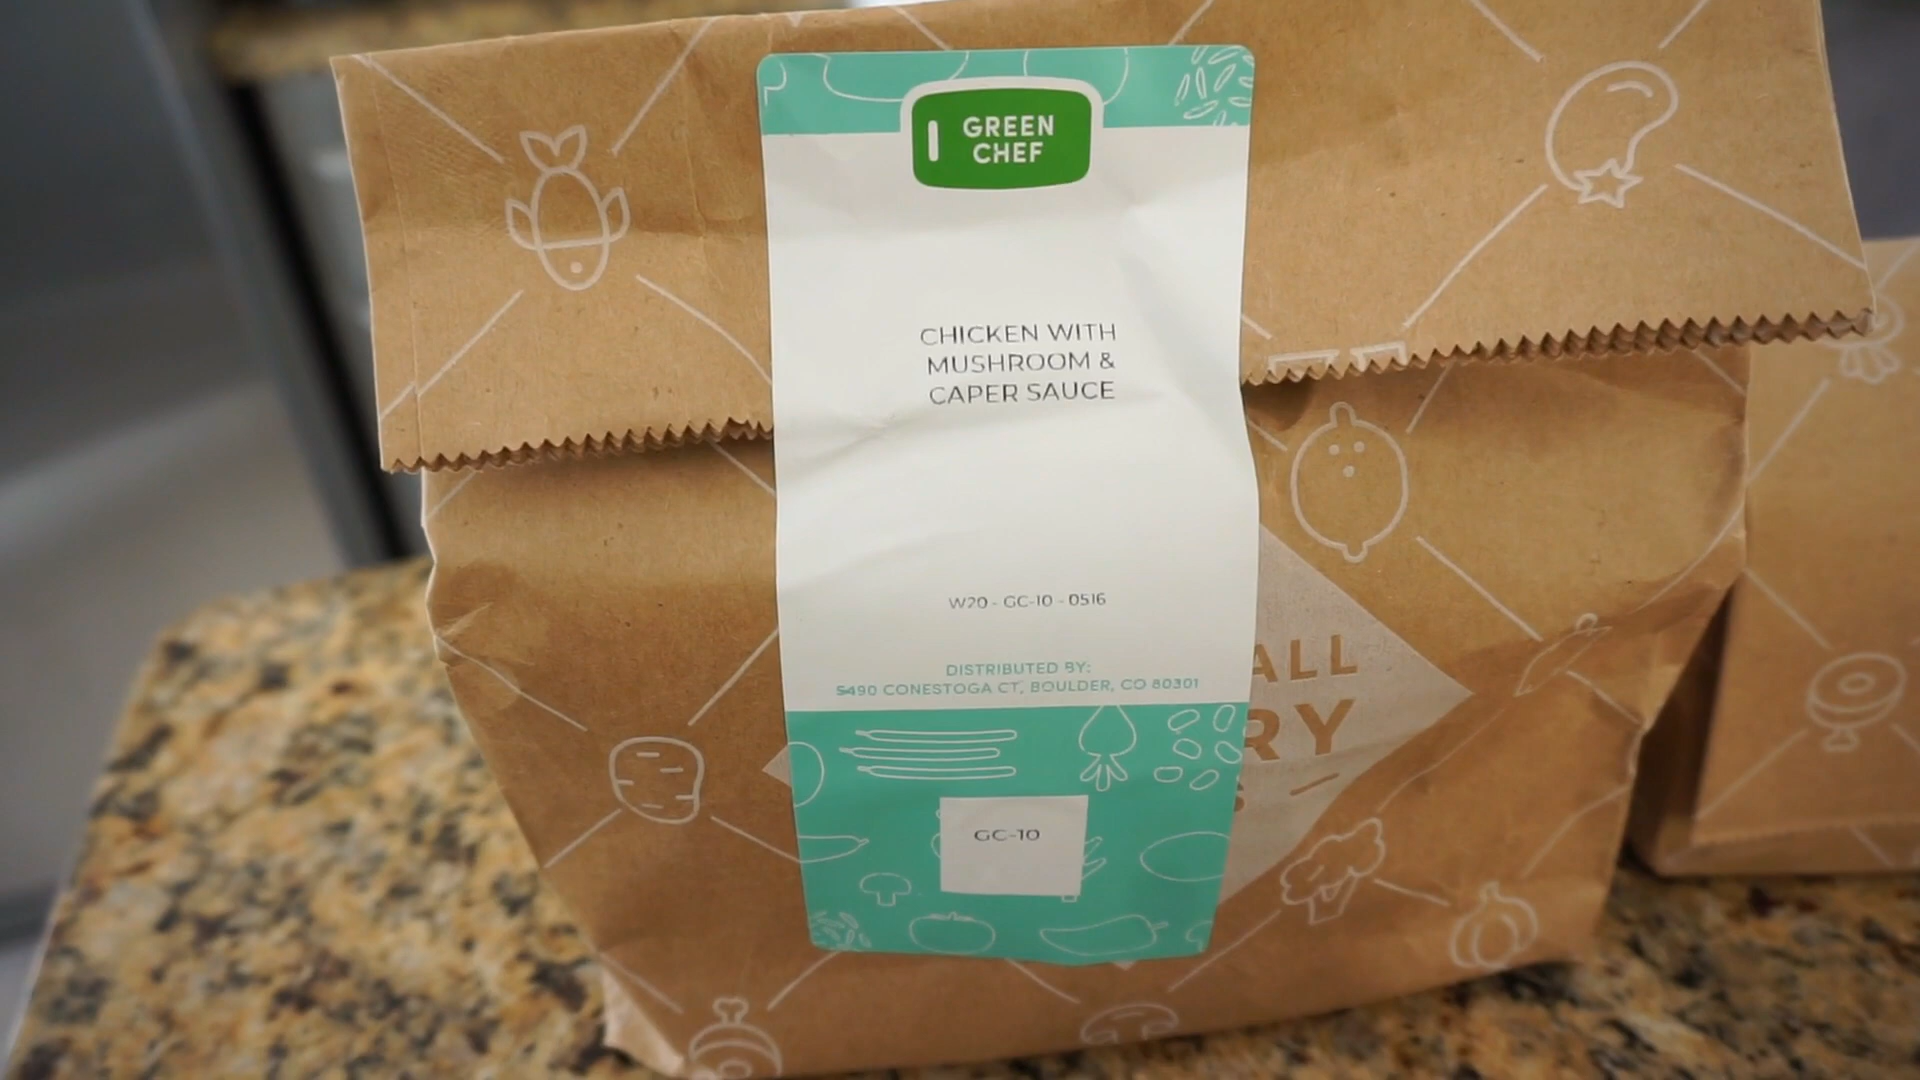 GREEN
CHEF
CHICKEN WITH
MUSHROOM &
CAPER SAUCE
W20 - GC-10 - 0516
DISTRIBUTED BY:
5490 CONESTOGA CT, BOULDER, CO 80301
GC-10